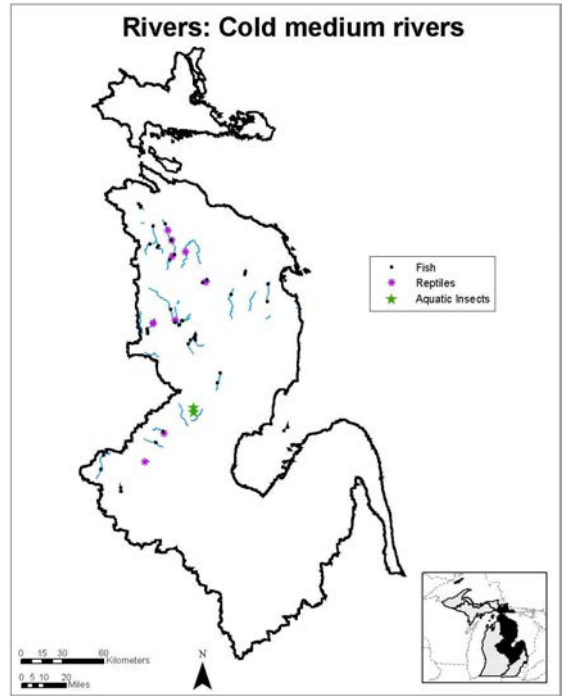 Rivers: Cold medium rivers
Fish
Reptiles
Aquatic Insects
0 15 30 60
Kilometers
0 5 10 20
Miles
N